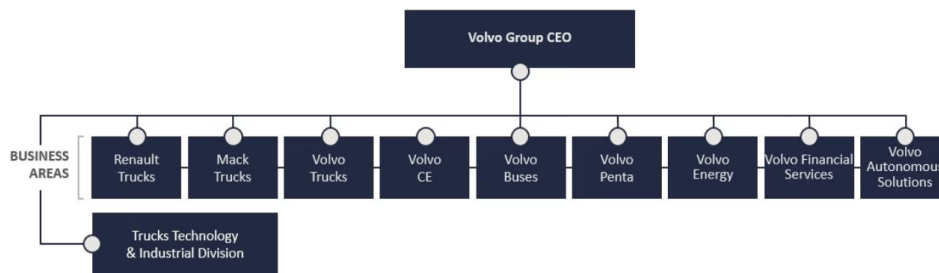 Volvo Group CEO
BUSINESS
AREAS
Renault
Trucks
Mack
Trucks
Volvo
Trucks
Volvo
CE
Volvo
Buses
Volvo
Penta
Volvo
Energy
Volvo Financial
Services
Volvo
Autonomous
Solutions
Trucks Technology
& Industrial Division